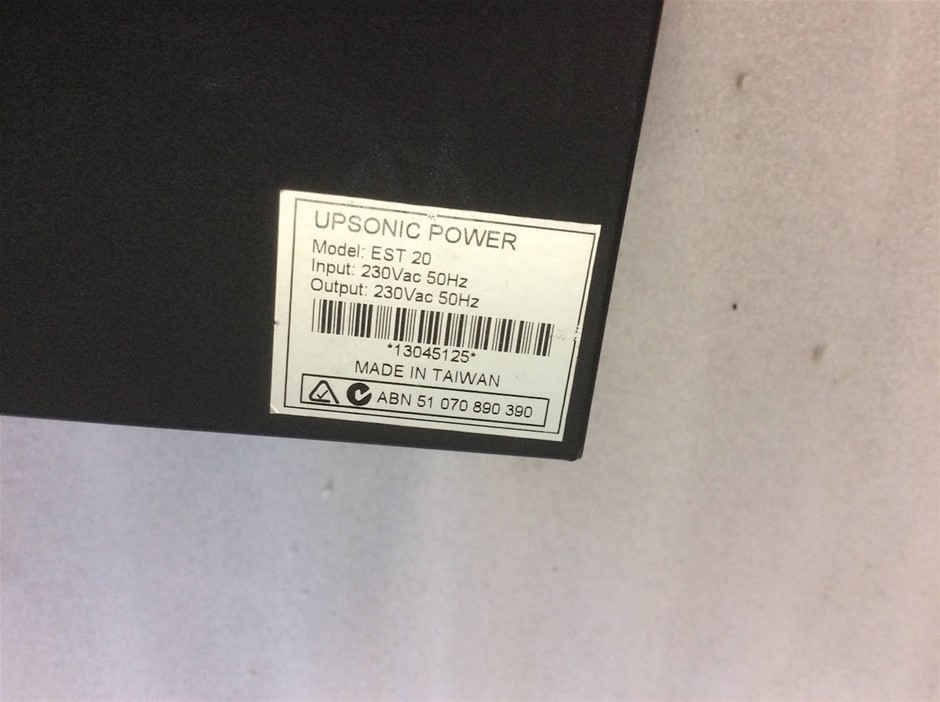 UPSONIC POWER
Model: EST 20
Input: 230Vac 50Hz
Output: 230Vac 50Hz
*13045125*
MADE IN TAIWAN
ABN 51 070 890 390